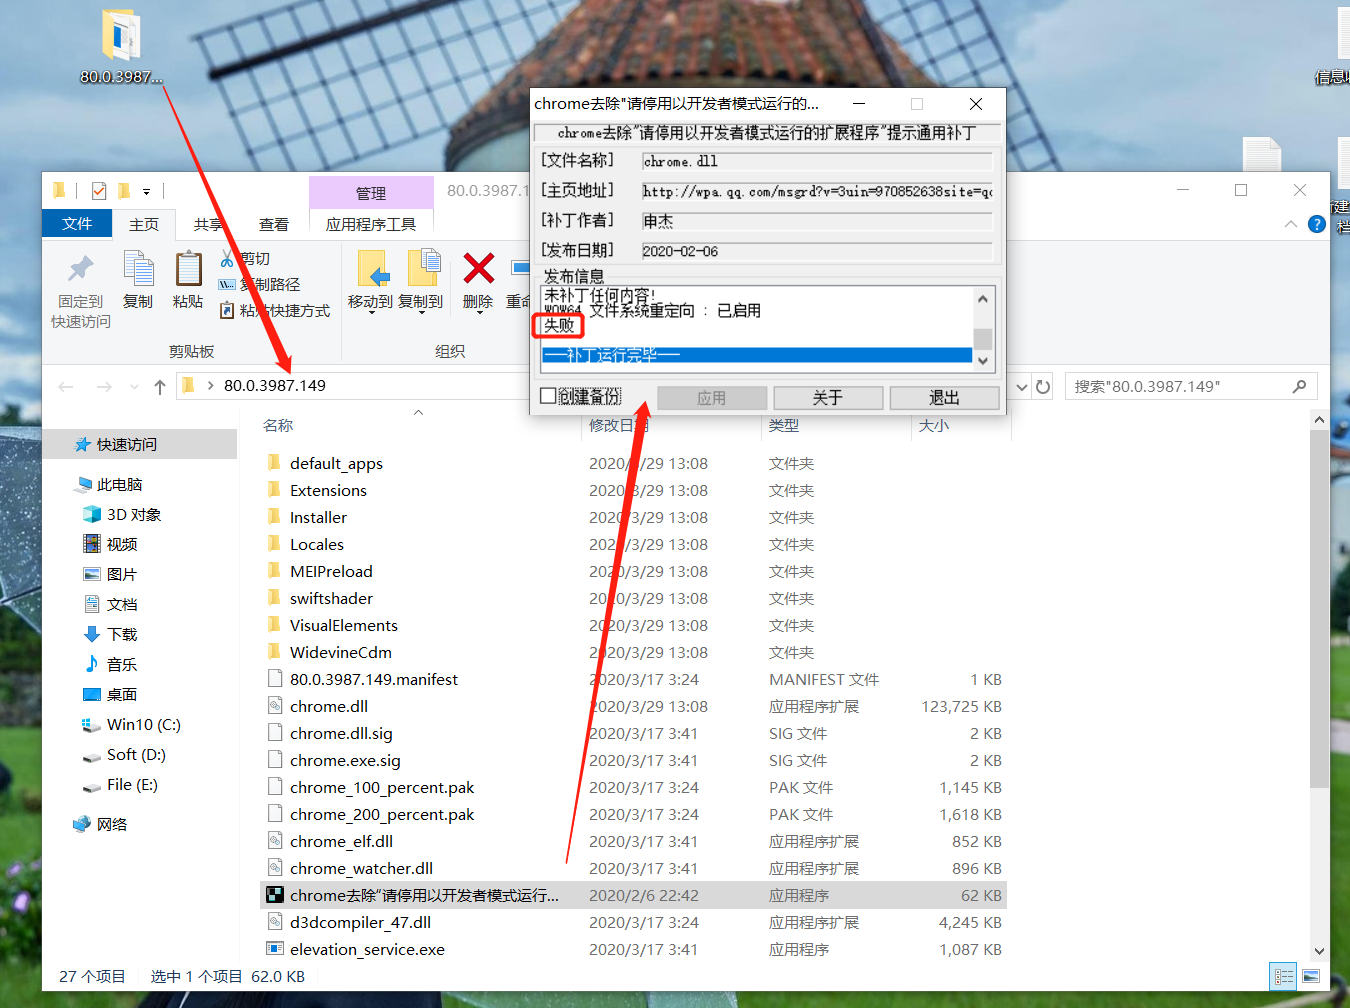 80.0.3987...
信息
chrome去除"请停用以开发者模式运行的...
chrome去除"请停用以开发者模式运行的扩展程序"提示通用补丁
[文件名称]
chrome.dll
[主页地址]
http://wpa.qq.com/msgrd?v=3uin=970852638site=qc
[补丁作者]
申杰
[发布日期]
2020-02-06
发布信息
未补丁任何内容!
WOW64 文件系统重定向 : 已启用
失败
——补丁运行完毕——
创建备份
应用
关于
退出
管理
80.0.3987.1
文件
主页
共享
查看
应用程序工具
固定到
快速访问
复制
粘贴
剪切
复制路径
粘贴快捷方式
移动到
复制到
删除
重命
剪贴板
组织
80.0.3987.149
搜索"80.0.3987.149"
名称
修改日期
类型
大小
快速访问
此电脑
3D 对象
视频
图片
文档
下载
音乐
桌面
Win10 (C:)
Soft (D:)
File (E:)
网络
default_apps 2020/3/29 13:08 文件夹
Extensions 2020/3/29 13:08 文件夹
Installer 2020/3/29 13:08 文件夹
Locales 2020/3/29 13:08 文件夹
MEIPreload 2020/3/29 13:08 文件夹
swiftshader 2020/3/29 13:08 文件夹
VisualElements 2020/3/29 13:08 文件夹
WidevineCdm 2020/3/29 13:08 文件夹
80.0.3987.149.manifest 2020/3/17 3:24 MANIFEST 文件 1 KB
chrome.dll 2020/3/29 13:08 应用程序扩展 123,725 KB
chrome.dll.sig 2020/3/17 3:41 SIG 文件 2 KB
chrome.exe.sig 2020/3/17 3:41 SIG 文件 2 KB
chrome_100_percent.pak 2020/3/17 3:24 PAK 文件 1,145 KB
chrome_200_percent.pak 2020/3/17 3:24 PAK 文件 1,618 KB
chrome_elf.dll 2020/3/17 3:41 应用程序扩展 852 KB
chrome_watcher.dll 2020/3/17 3:41 应用程序扩展 896 KB
chrome去除"请停用以开发者模式运行... 2020/2/6 22:42 应用程序 62 KB
d3dcompiler_47.dll 2020/3/17 3:24 应用程序扩展 4,245 KB
elevation_service.exe 2020/3/17 3:41 应用程序 1,087 KB
27 个项目
选中 1 个项目 62.0 KB